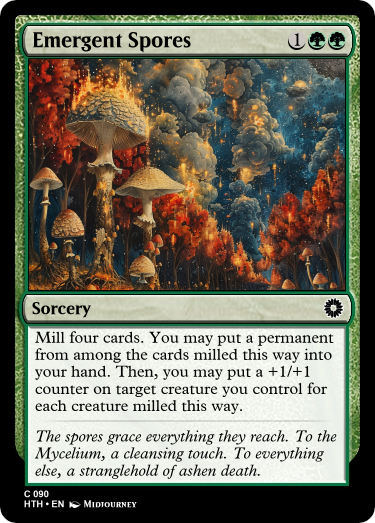 Emergent Spores 1
Sorcery
Mill four cards. You may put a permanent
from among the cards milled this way into
your hand. Then, you may put a +1/+1
counter on target creature you control for
each creature milled this way.
The spores grace everything they reach. To the
Mycelium, a cleansing touch. To everything
else, a stranglehold of ashen death.
C 090
HTH • EN MIDJOURNEY